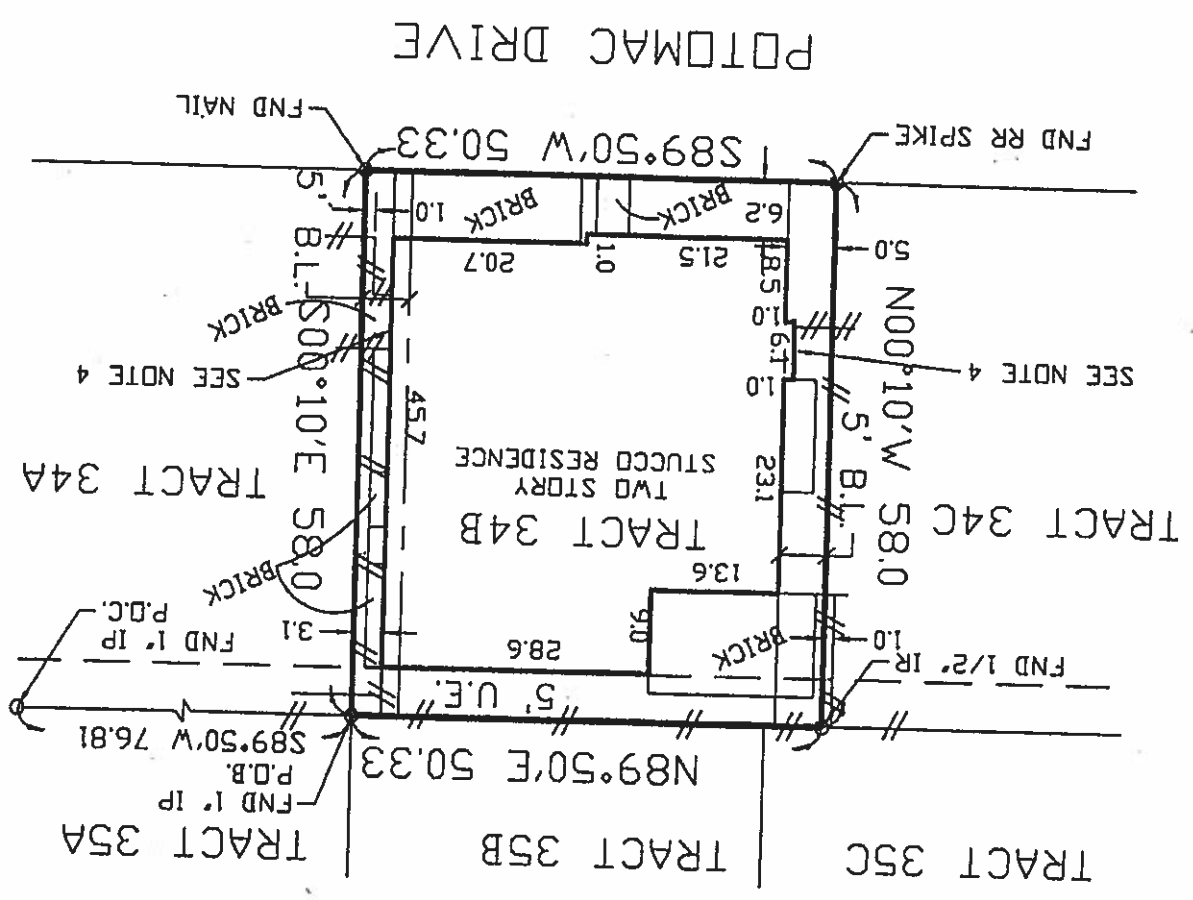 TRACT 35C
TRACT 35B
TRACT 35A
FND 1" IP
P.O.B.
N89°50'E 50.33
S89°50'W 76.81
5' U.E.
FND 1/2" IR
1.0
BRICK
28.6
3.1
FND 1" IP
P.O.C.
9.0
13.6
BRICK
TRACT 34C
TRACT 34B
TWO STORY
STUCCO RESIDENCE
TRACT 34A
N00°10'W 58.0
5' B.L.
23.1
45.7
S00°10'E 58.0
5' B.L.
SEE NOTE 4
1.0
6.1
1.0
SEE NOTE 4
BRICK
18.5
5.0
21.5
1.0
20.7
6.2
BRICK
BRICK
1.0
FND RR SPIKE
S89°50'W 50.33
FND NAIL
POTOMAC DRIVE